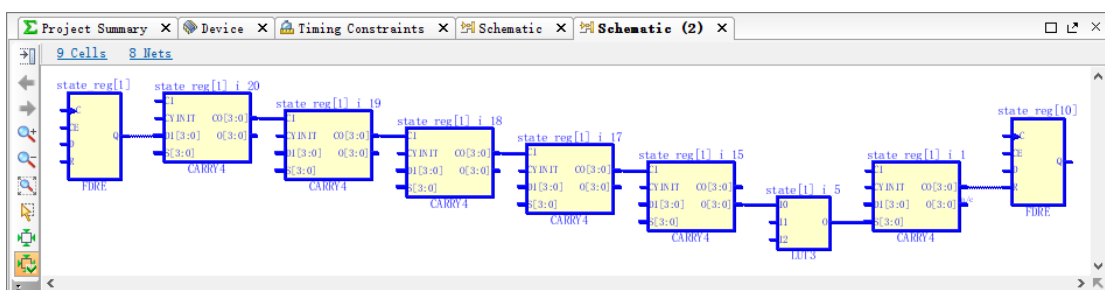 Project Summary × Device × Timing Constraints × Schematic × Schematic (2) ×
9 Cells 8 Nets
state_reg[1]
C
CE
D
R
Q
FDRE
state_reg[1]_i_20
CI
CYINIT CO[3:0]
DI[3:0] O[3:0]
S[3:0]
CARRY4
state_reg[1]_i_19
CI
CYINIT CO[3:0]
DI[3:0] O[3:0]
S[3:0]
CARRY4
state_reg[1]_i_18
CI
CYINIT CO[3:0]
DI[3:0] O[3:0]
S[3:0]
CARRY4
state_reg[1]_i_17
CI
CYINIT CO[3:0]
DI[3:0] O[3:0]
S[3:0]
CARRY4
state_reg[1]_i_15
CI
CYINIT CO[3:0]
DI[3:0] O[3:0]
S[3:0]
CARRY4
state[1]_i_5
I0
I1 O
I2
LUT3
state_reg[1]_i_1
CI
CYINIT CO[3:0]
DI[3:0] O[3:0]
S[3:0]
n/c
CARRY4
state_reg[10]
C
CE
D
R
Q
FDRE